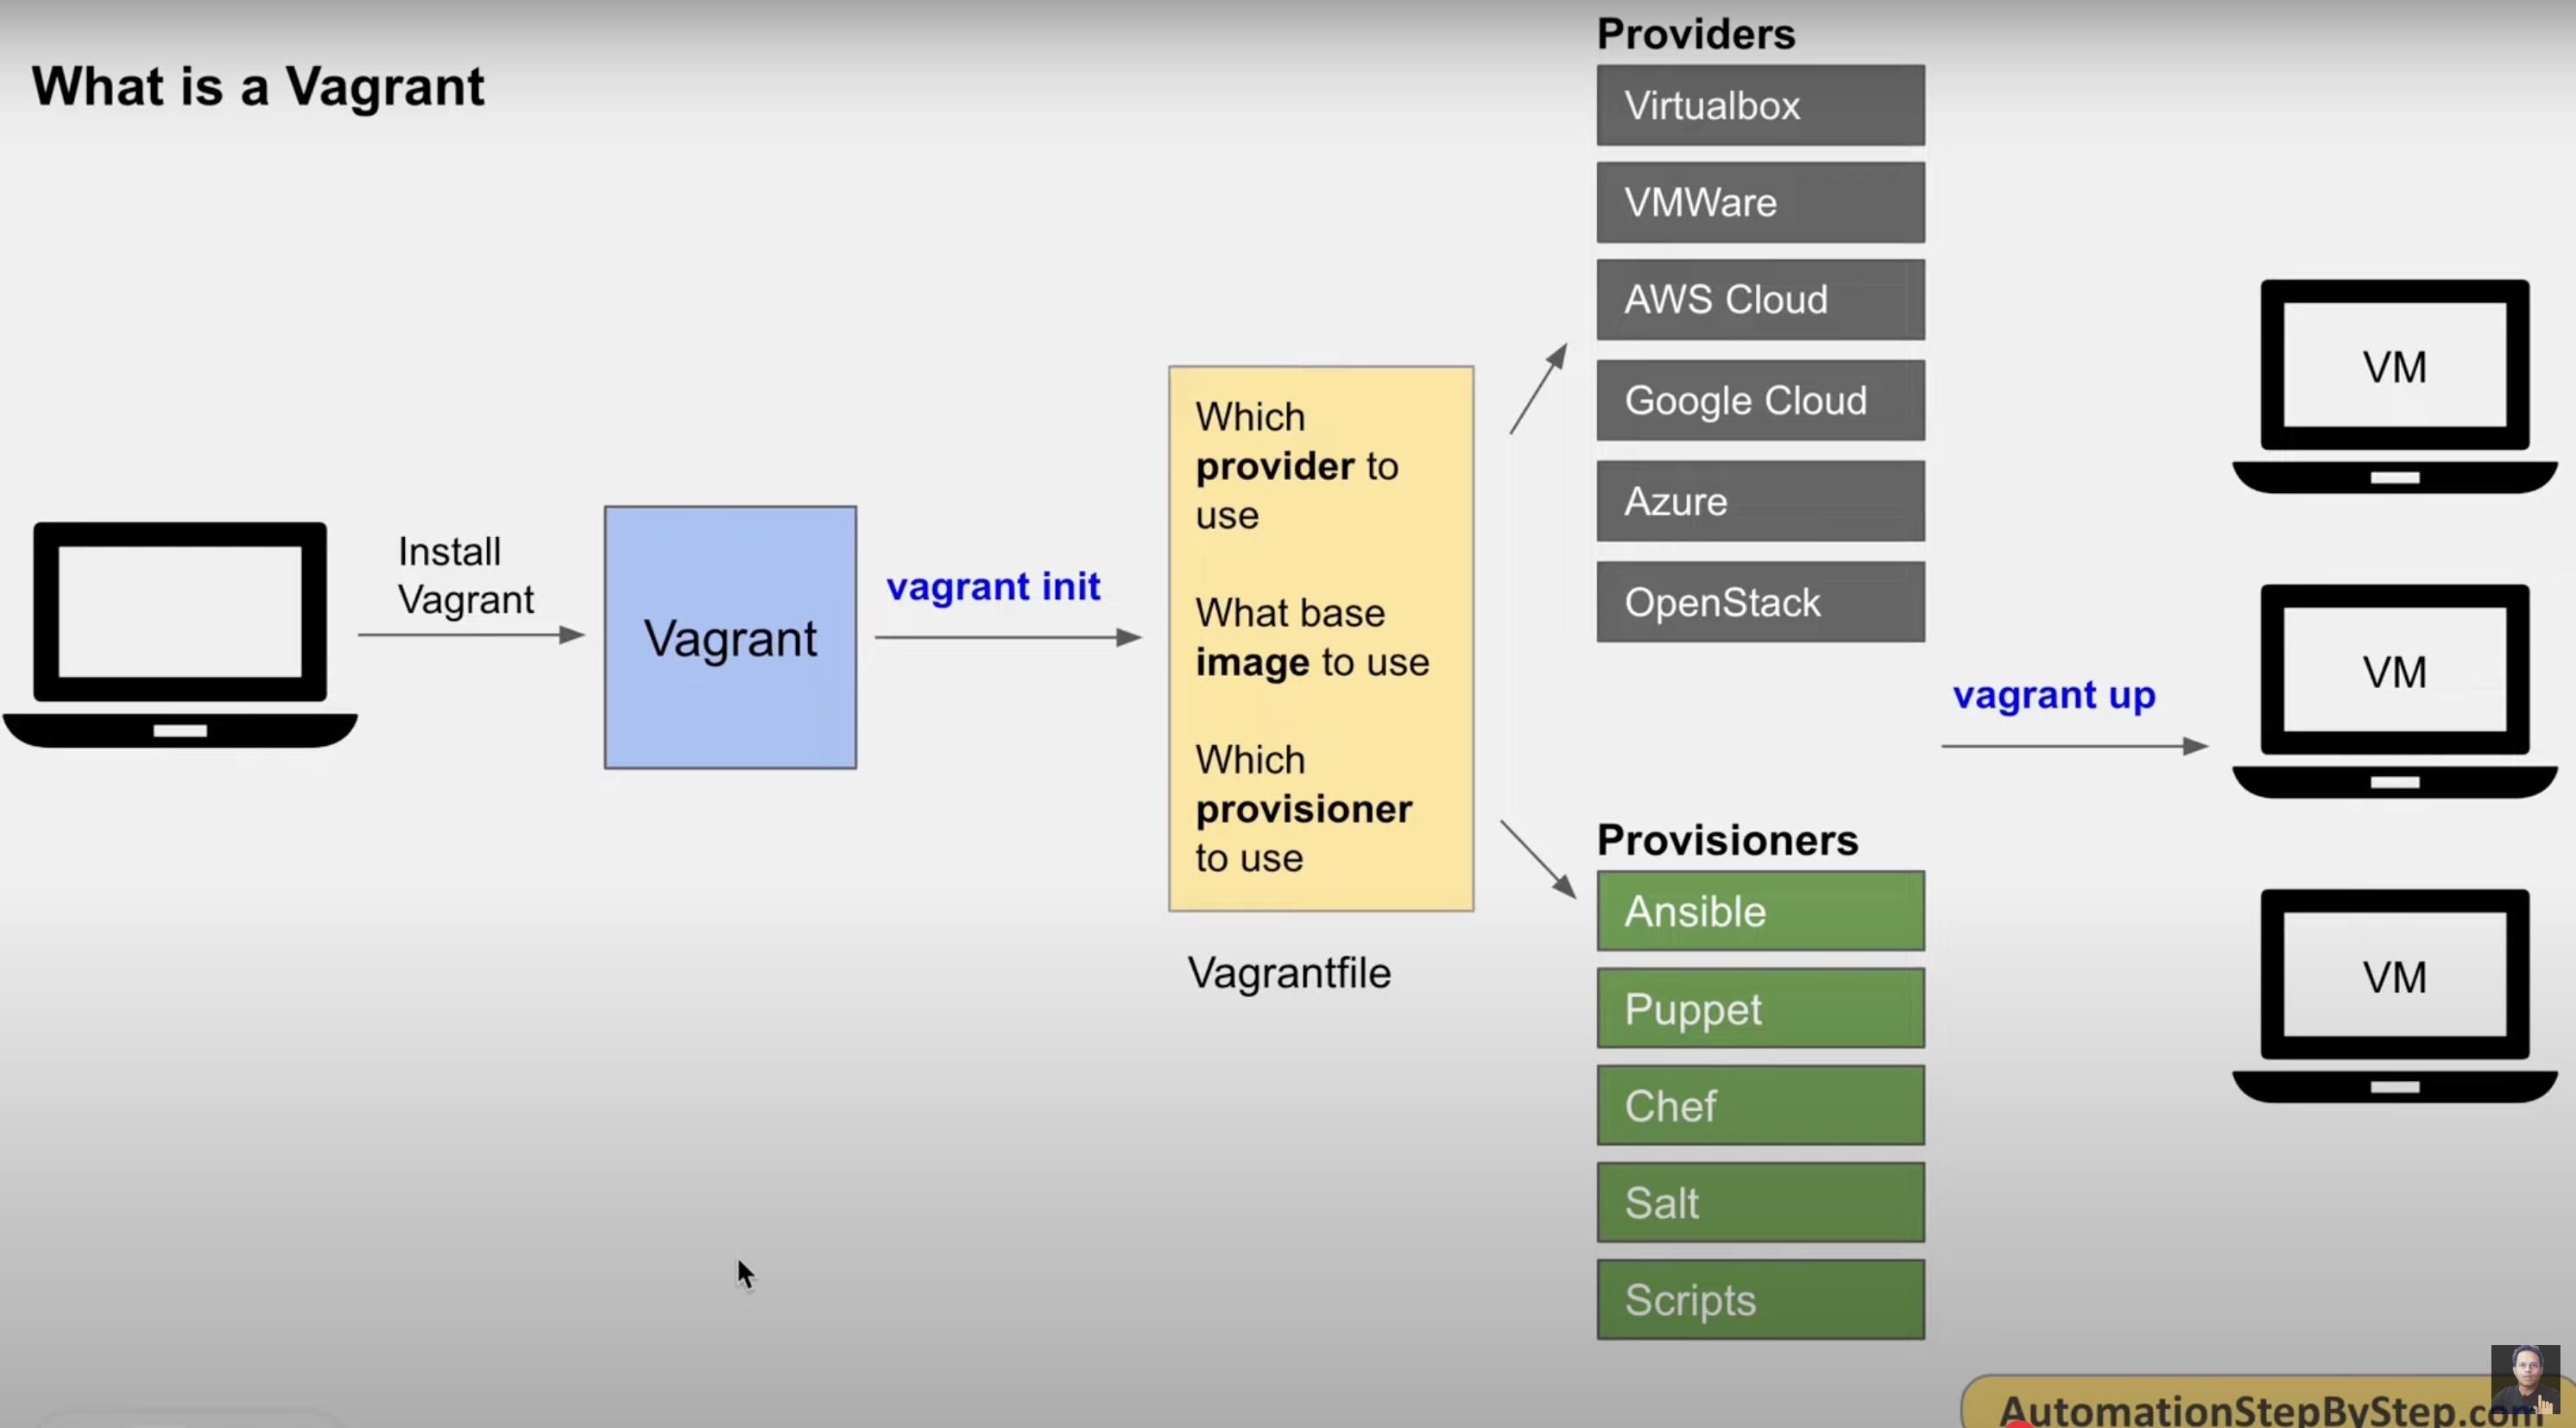 What is a Vagrant
Install
Vagrant
Vagrant
vagrant init
Which
provider to
use
What base
image to use
Which
provisioner
to use
Vagrantfile
Providers
Virtualbox
VMWare
AWS Cloud
Google Cloud
Azure
OpenStack
Provisioners
Ansible
Puppet
Chef
Salt
Scripts
vagrant up
VM
VM
VM
AutomationStepByStep.com